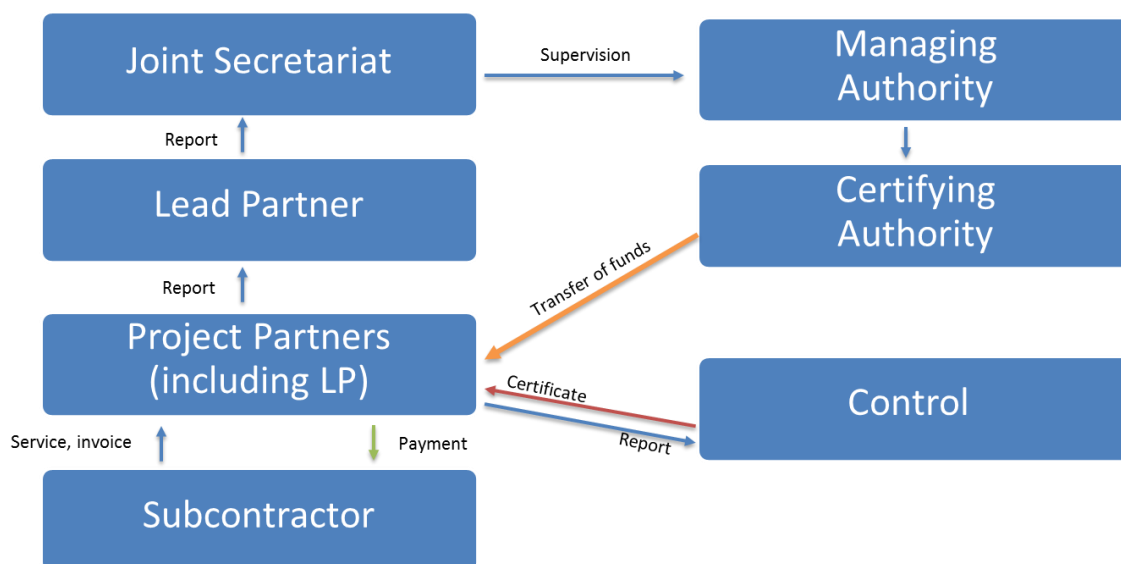 Joint Secretariat
Supervision
Managing
Authority
Report
Lead Partner
Certifying
Authority
Report
Transfer of funds
Project Partners
(including LP)
Certificate
Report
Control
Service, invoice
Payment
Subcontractor